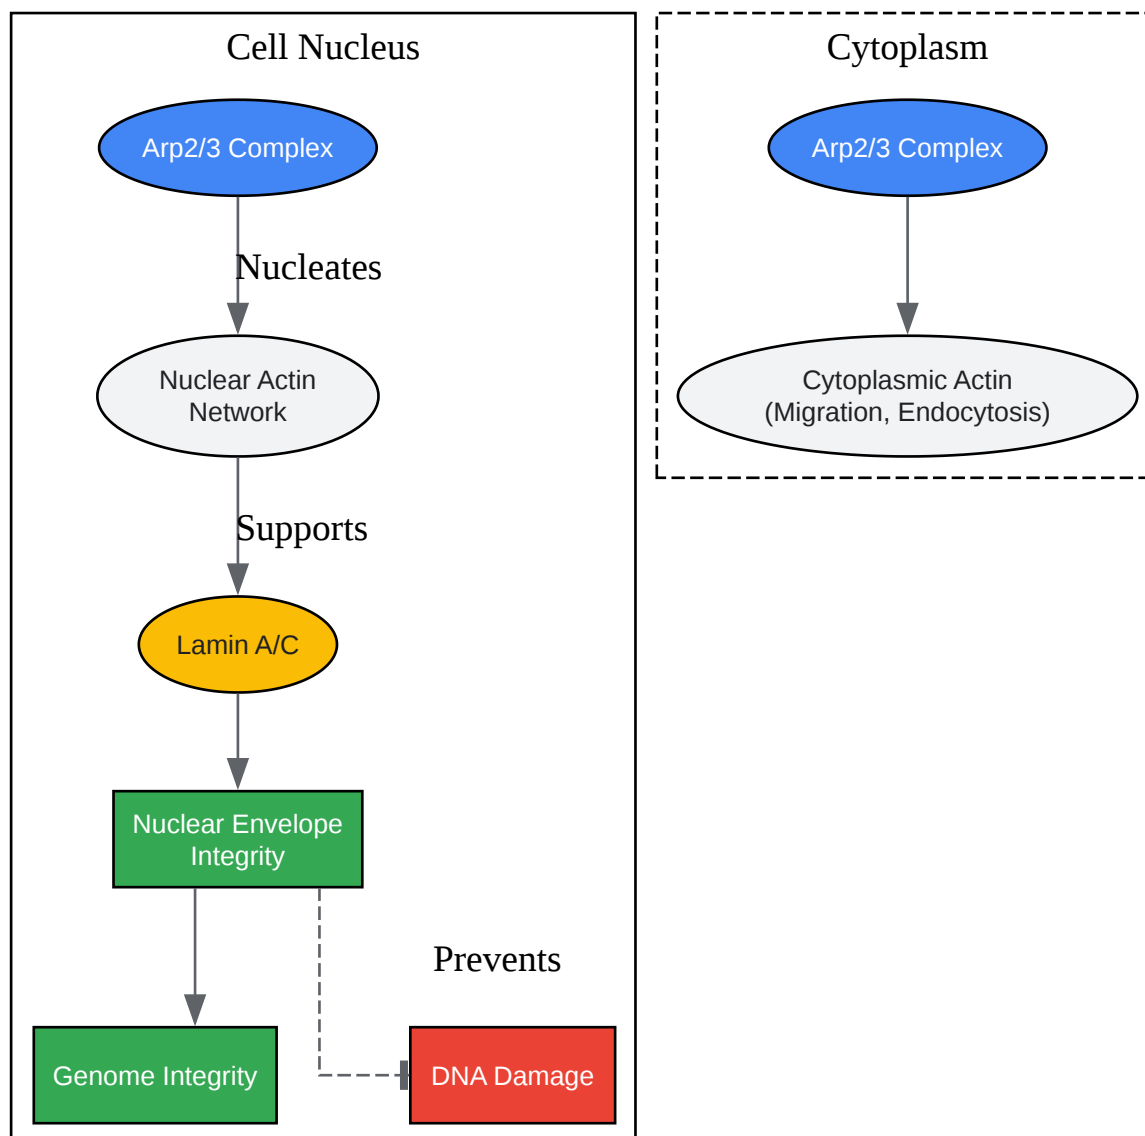 Cell Nucleus
Arp2/3 Complex
Nucleates
Nuclear Actin
Network
Supports
Lamin A/C
Nuclear Envelope
Integrity
Prevents
Genome Integrity
DNA Damage
Cytoplasm
Arp2/3 Complex
Cytoplasmic Actin
(Migration, Endocytosis)